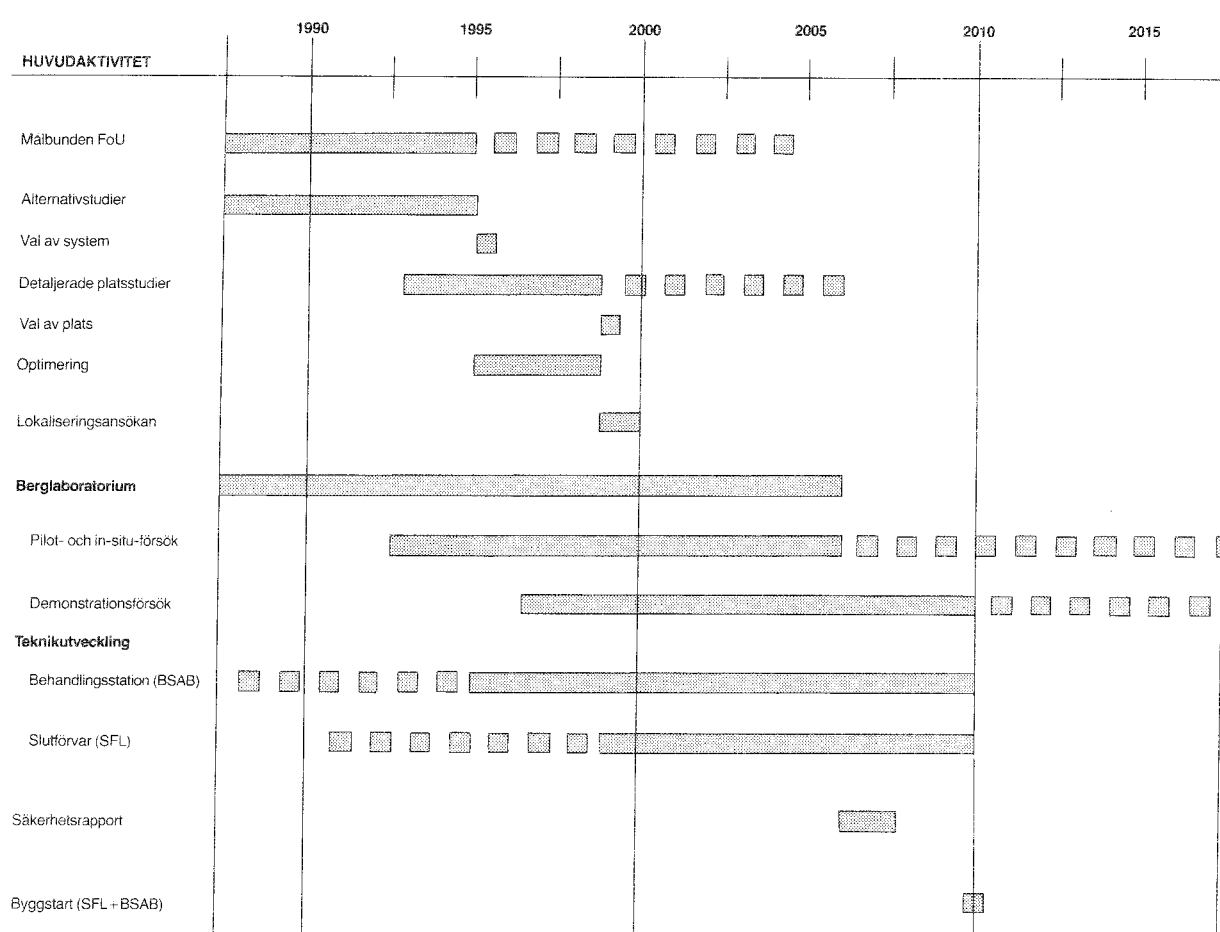 1990 1995 2000 2005 2010 2015
HUVUDAKTIVITET
Målbunden FoU
Alternativstudier
Val av system
Detaljerade platsstudier
Val av plats
Optimering
Lokaliseringsansökan
Berglaboratorium
Pilot- och in-situ-försök
Demonstrationsförsök
Teknikutveckling
Behandlingsstation (BSAB)
Slutförvar (SFL)
Säkerhetsrapport
Byggstart (SFL+BSAB)